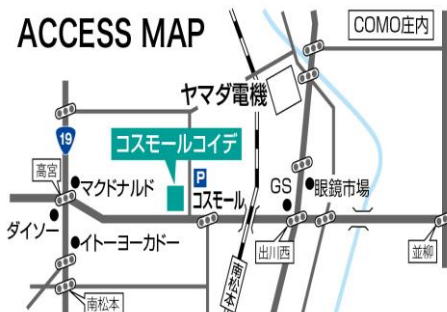 ACCESS MAP
COMO庄内
ヤマダ電機
19
コスモールコイデ
高宮
マクドナルド
P
コスモール
GS
眼鏡市場
ダイソー
イトーヨーカドー
出川西
並柳
南松本
南松本